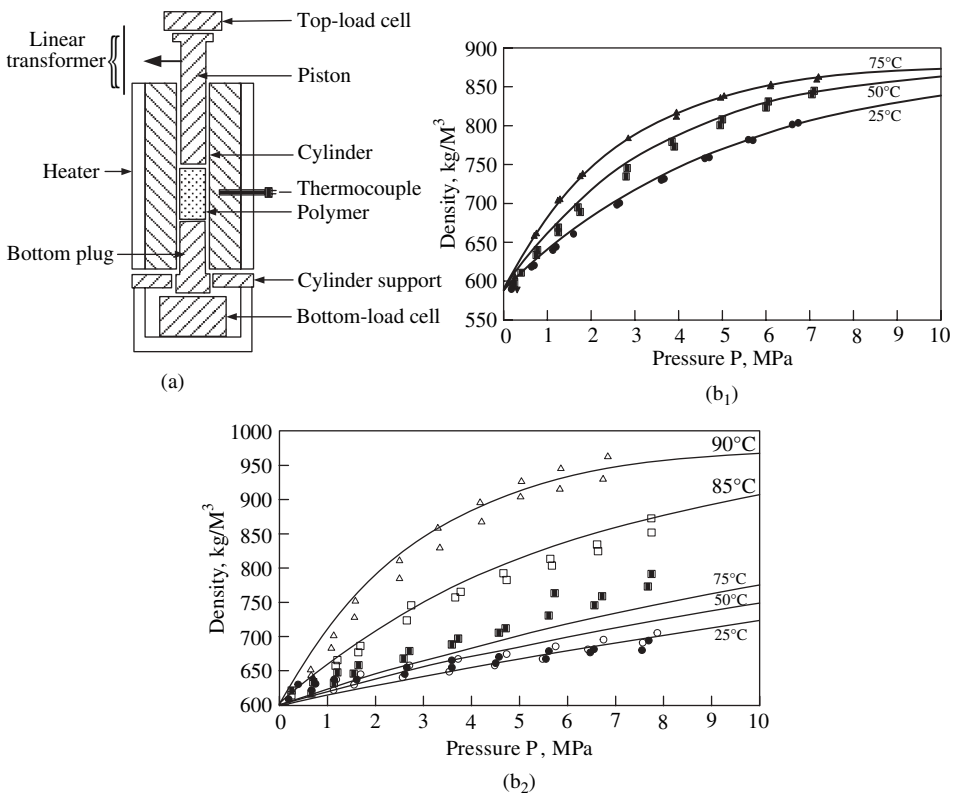 (a)
Top-load cell
Linear
transformer
Piston
Cylinder
Heater
Thermocouple
Polymer
Bottom plug
Cylinder support
Bottom-load cell
900
850
800
750
700
650
600
550
Density, kg/M³
75°C
50°C
25°C
0 1 2 3 4 5 6 7 8 9 10
Pressure P, MPa
(a)
(b₁)
1000
950
900
850
800
750
700
650
600
Density, kg/M³
90°C
85°C
75°C
50°C
25°C
0 1 2 3 4 5 6 7 8 9 10
Pressure P, MPa
(b₂)